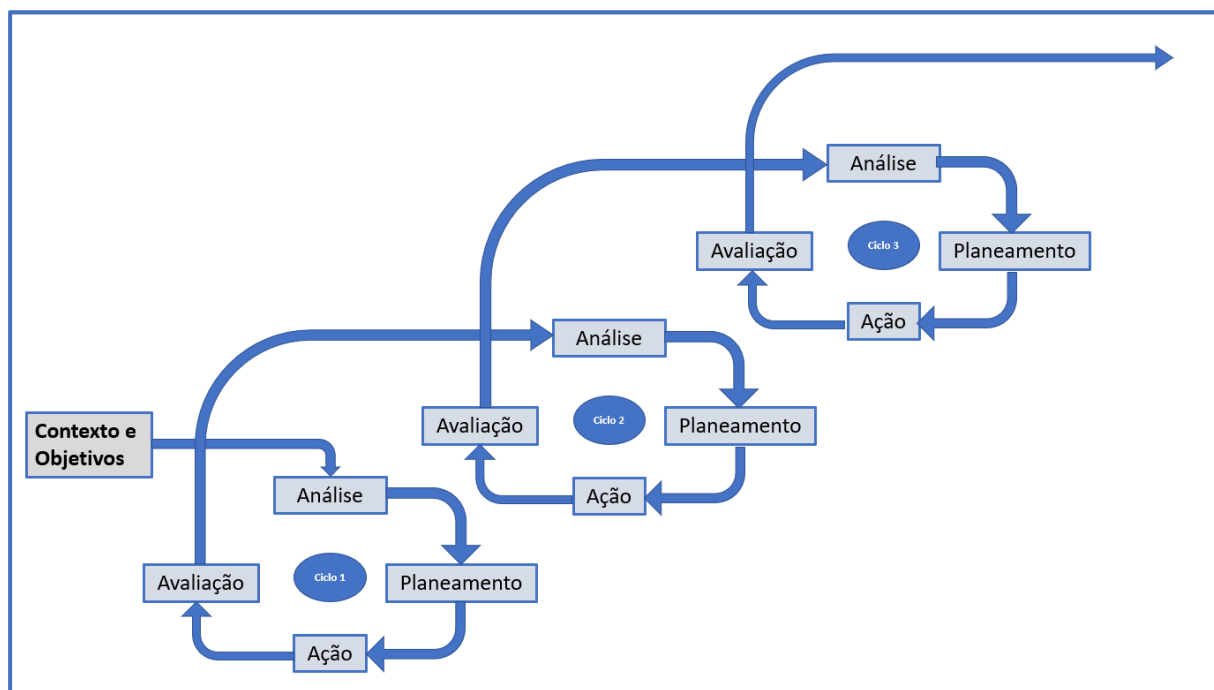 Análise
Avaliação
Ciclo 3
Planeamento
Ação
Análise
Avaliação
Ciclo 2
Planeamento
Ação
Contexto e
Objetivos
Análise
Avaliação
Ciclo 1
Planeamento
Ação